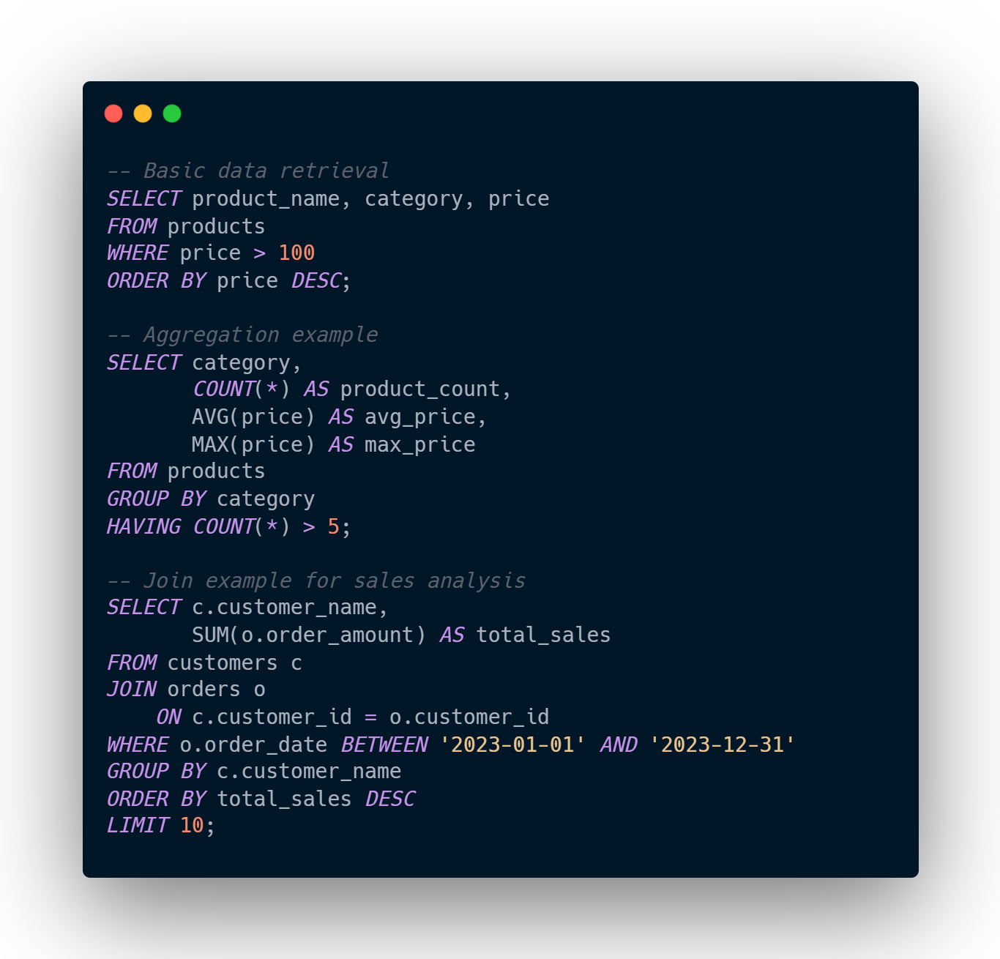 -- Basic data retrieval
SELECT product_name, category, price
FROM products
WHERE price > 100
ORDER BY price DESC;

-- Aggregation example
SELECT category,
       COUNT(*) AS product_count,
       AVG(price) AS avg_price,
       MAX(price) AS max_price
FROM products
GROUP BY category
HAVING COUNT(*) > 5;

-- Join example for sales analysis
SELECT c.customer_name,
       SUM(o.order_amount) AS total_sales
FROM customers c
JOIN orders o
    ON c.customer_id = o.customer_id
WHERE o.order_date BETWEEN '2023-01-01' AND '2023-12-31'
GROUP BY c.customer_name
ORDER BY total_sales DESC
LIMIT 10;